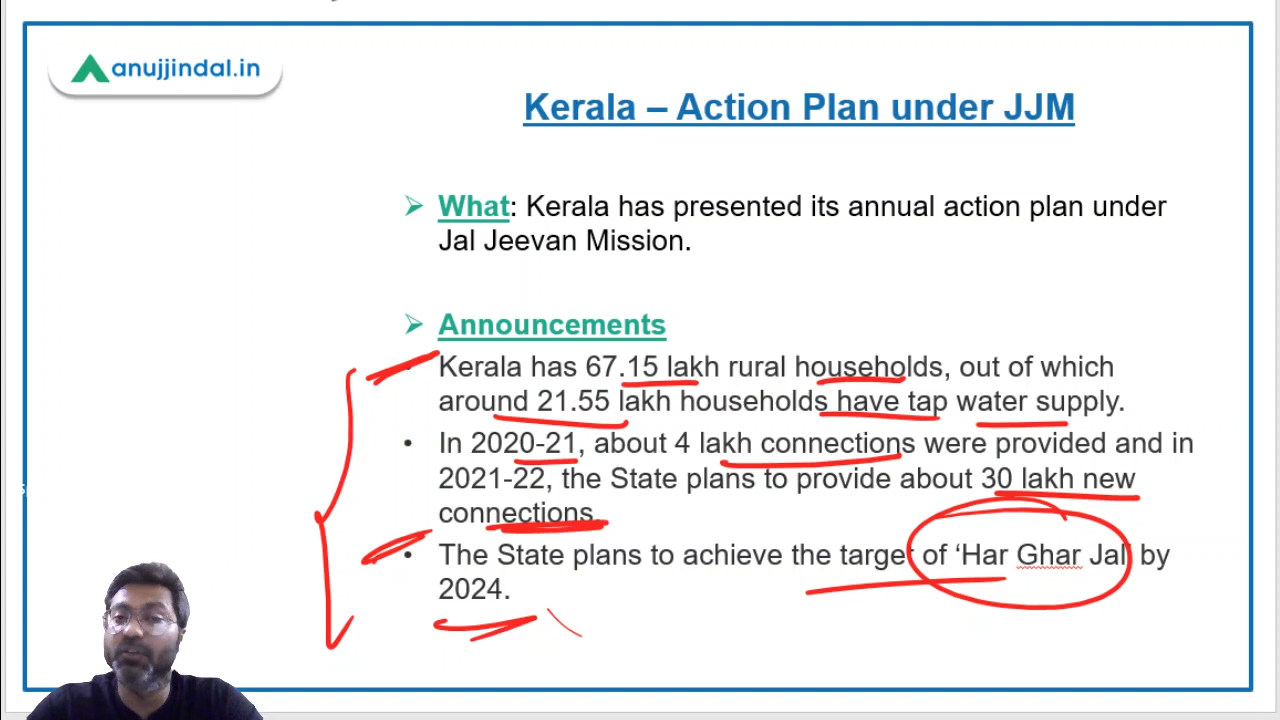 anujjindal.in
Kerala – Action Plan under JJM
➢ What: Kerala has presented its annual action plan under
Jal Jeevan Mission.
➢ Announcements
• Kerala has 67.15 lakh rural households, out of which
around 21.55 lakh households have tap water supply.
• In 2020-21, about 4 lakh connections were provided and in
2021-22, the State plans to provide about 30 lakh new
connections.
• The State plans to achieve the target of ‘Har Ghar Jal’ by
2024.